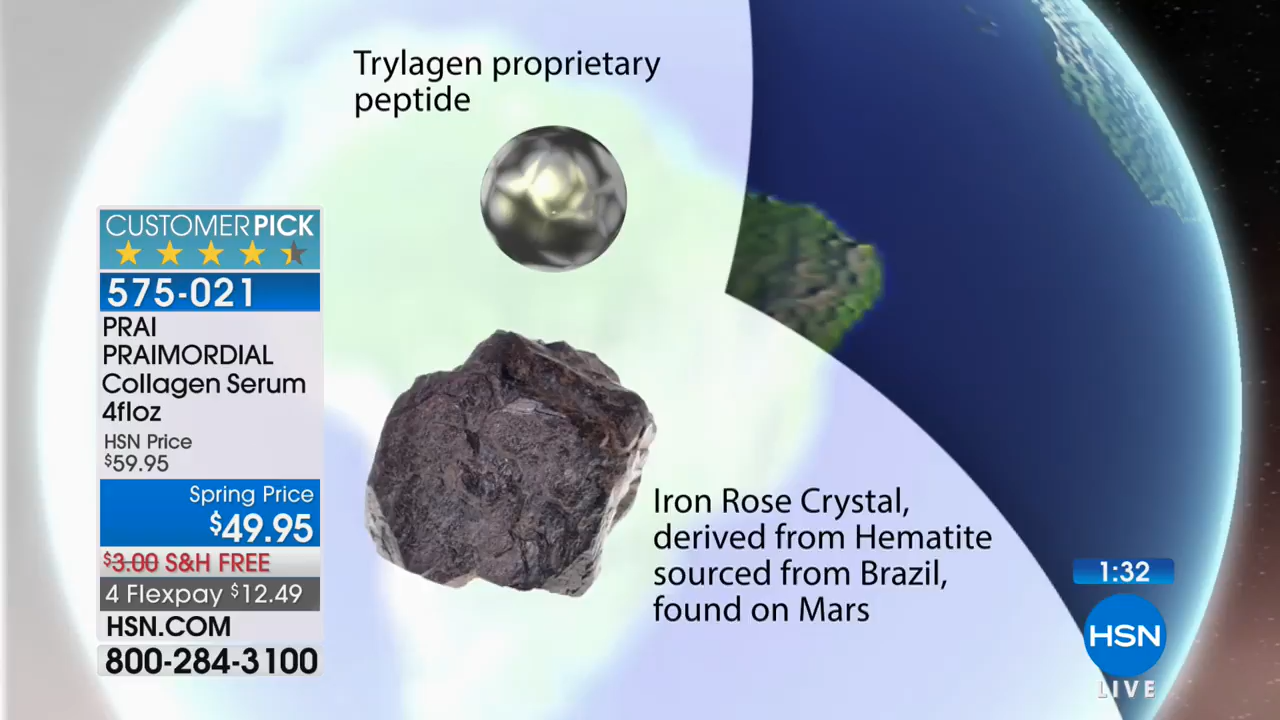 Trylagen proprietary
peptide
CUSTOMERPICK
575-021
PRAI
PRAIMORDIAL
Collagen Serum
4floz
HSN Price
$59.95
Spring Price
$49.95
$3.00 S&H FREE
4 Flexpay $12.49
HSN.COM
800-284-3100
Iron Rose Crystal,
derived from Hematite
sourced from Brazil,
found on Mars
1:32
HSN
LIVE